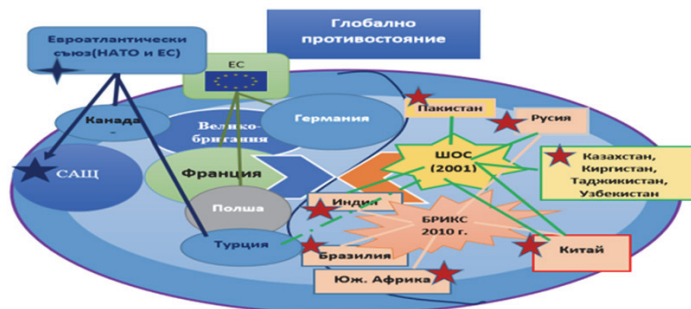 Глобално
противостояние
Евроатлантически
съюз(НАТО и ЕС)
ЕС
Канада
Велико-
британия
Германия
САЩ
Франция
Полша
Турция
Пакистан
Русия
ШОС
(2001)
Казахстан,
Киргистан,
Таджикистан,
Узбекистан
Индия
БРИКС
2010 г.
Бразилия
Китай
Юж. Африка